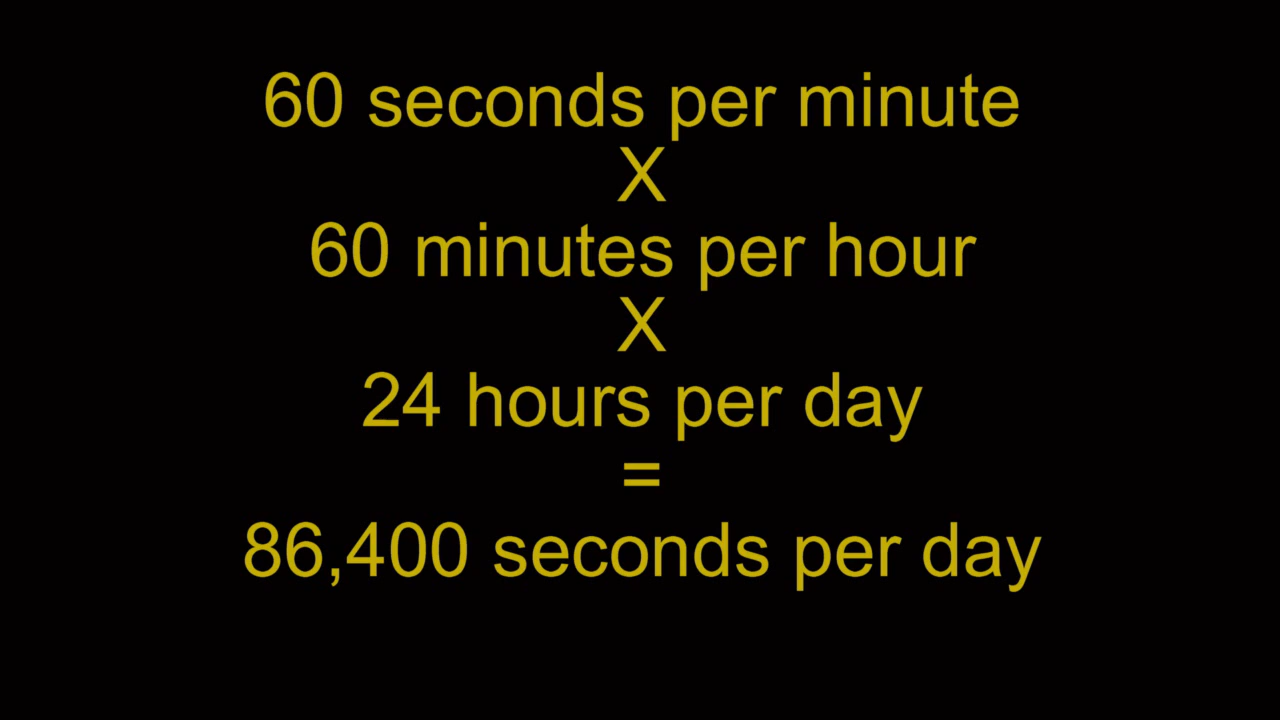 60 seconds per minute
X
60 minutes per hour
X
24 hours per day
=
86,400 seconds per day